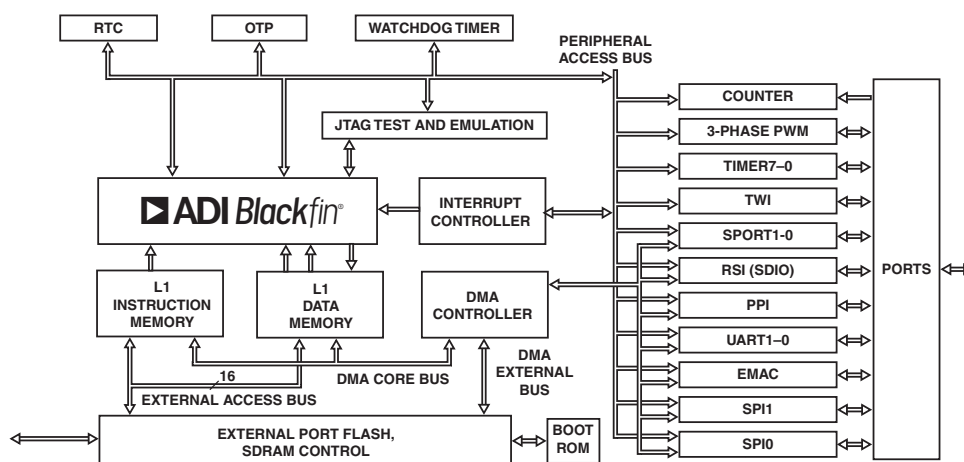 RTC
OTP
WATCHDOG TIMER
PERIPHERAL
ACCESS BUS
COUNTER
JTAG TEST AND EMULATION
3-PHASE PWM
TIMER7–0
ADI Blackfin®
INTERRUPT
CONTROLLER
TWI
SPORT1-0
RSI (SDIO)
PORTS
L1
INSTRUCTION
MEMORY
L1
DATA
MEMORY
DMA
CONTROLLER
PPI
UART1–0
DMA
EXTERNAL
BUS
16
DMA CORE BUS
EXTERNAL ACCESS BUS
EMAC
SPI1
EXTERNAL PORT FLASH,
SDRAM CONTROL
BOOT
ROM
SPI0